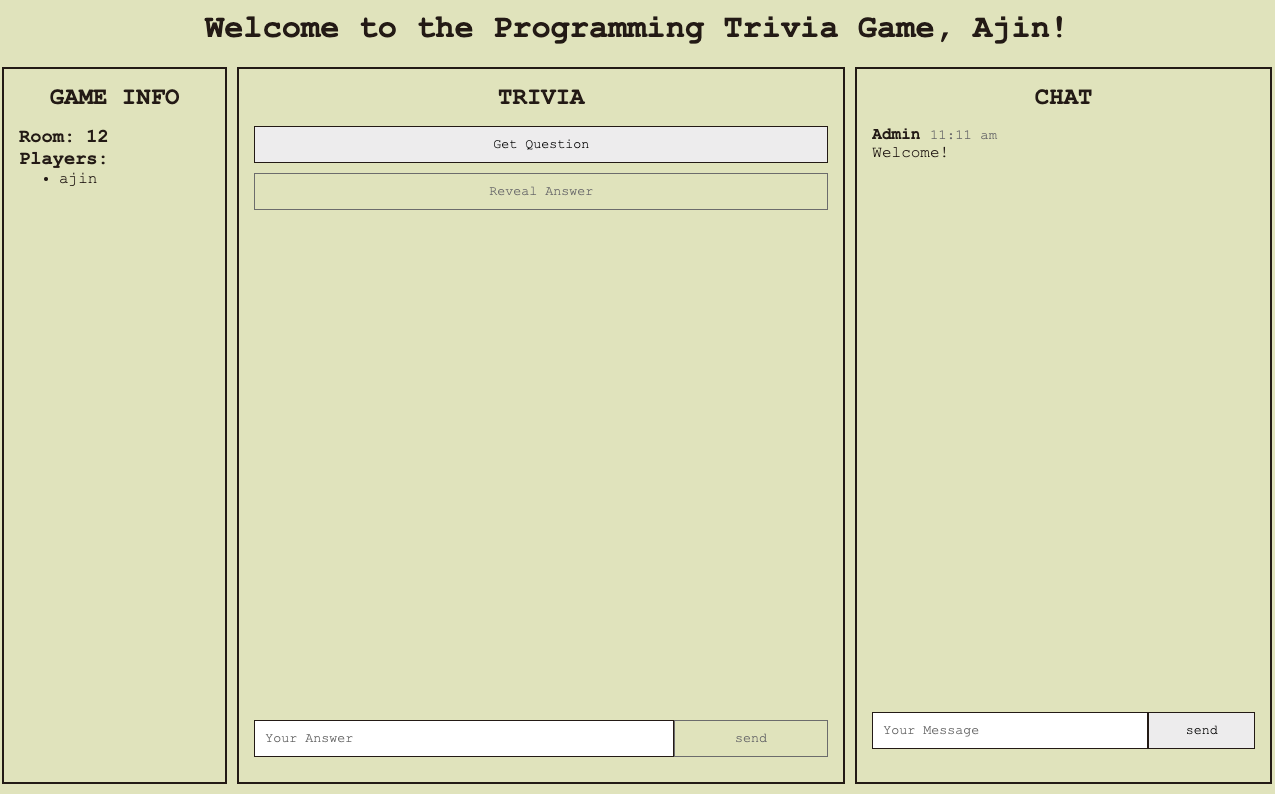 Welcome to the Programming Trivia Game, Ajin!
GAME INFO
Room: 12
Players:
• ajin
TRIVIA
Get Question
Reveal Answer
Your Answer
send
CHAT
Admin 11:11 am
Welcome!
Your Message
send